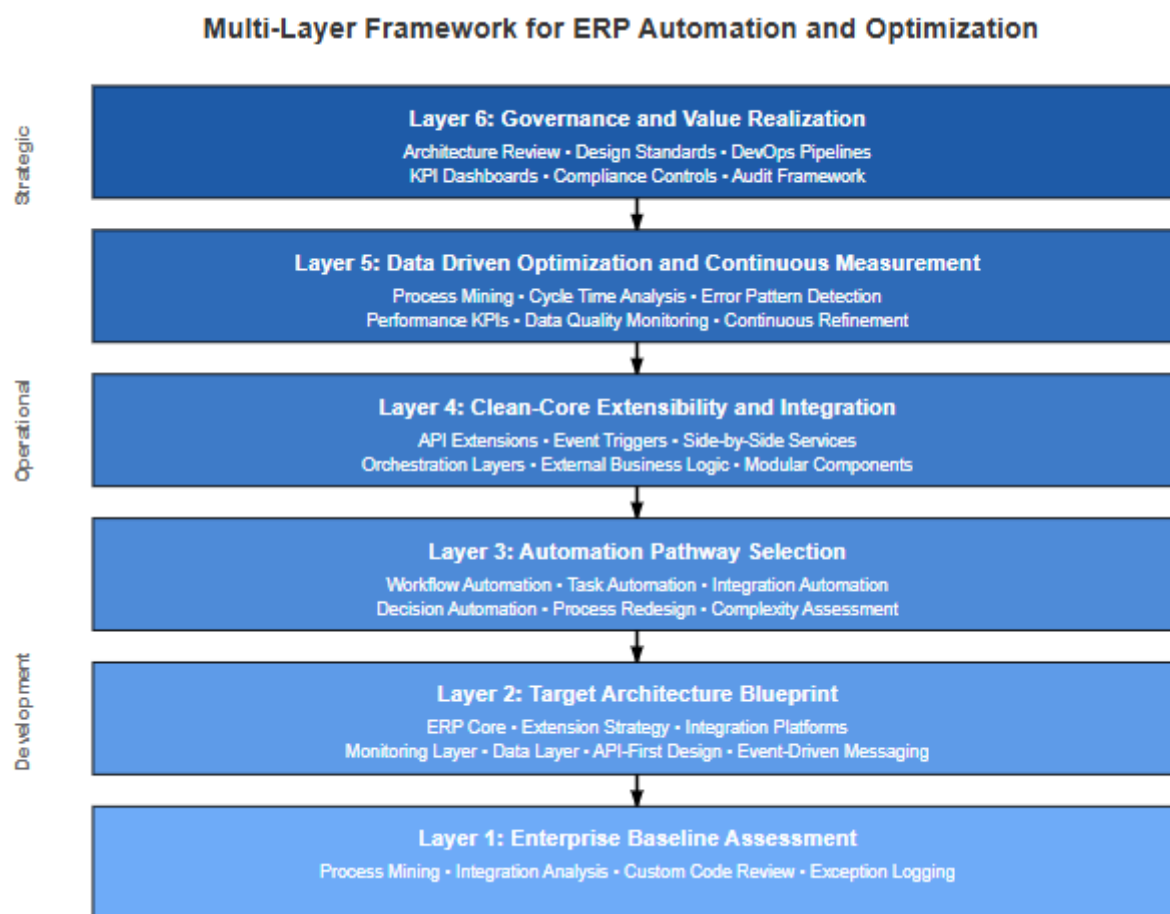 Multi-Layer Framework for ERP Automation and Optimization
Strategic
Layer 6: Governance and Value Realization
Architecture Review • Design Standards • DevOps Pipelines
KPI Dashboards • Compliance Controls • Audit Framework
Layer 5: Data Driven Optimization and Continuous Measurement
Process Mining • Cycle Time Analysis • Error Pattern Detection
Performance KPIs • Data Quality Monitoring • Continuous Refinement
Operational
Layer 4: Clean-Core Extensibility and Integration
API Extensions • Event Triggers • Side-by-Side Services
Orchestration Layers • External Business Logic • Modular Components
Layer 3: Automation Pathway Selection
Workflow Automation • Task Automation • Integration Automation
Decision Automation • Process Redesign • Complexity Assessment
Development
Layer 2: Target Architecture Blueprint
ERP Core • Extension Strategy • Integration Platforms
Monitoring Layer • Data Layer • API-First Design • Event-Driven Messaging
Layer 1: Enterprise Baseline Assessment
Process Mining • Integration Analysis • Custom Code Review • Exception Logging